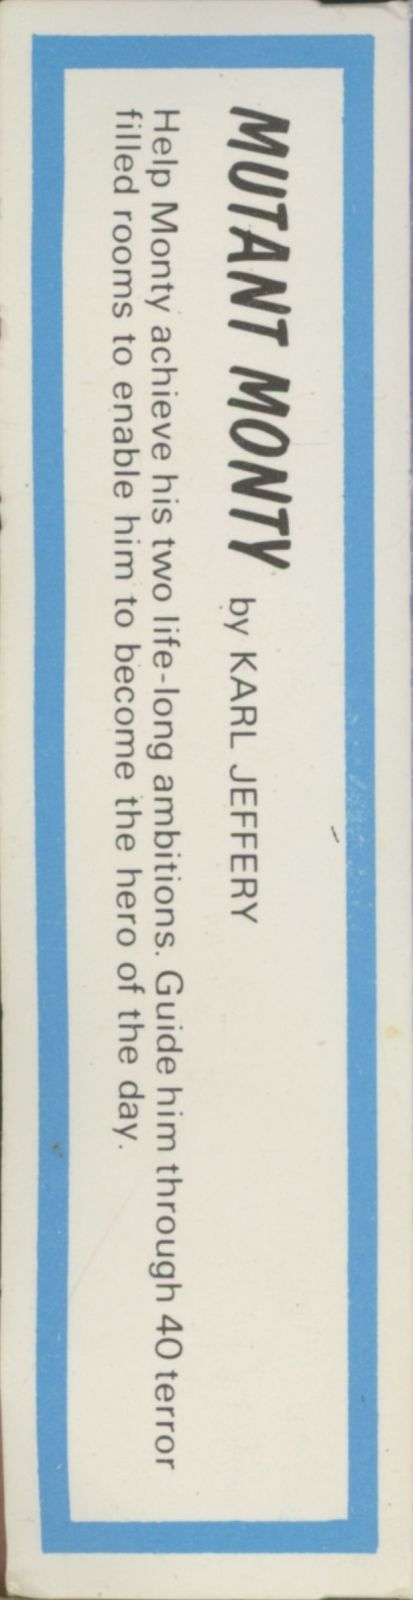 MUTANT MONTY by KARL JEFFERY
Help Monty achieve his two life-long ambitions. Guide him through 40 terror
filled rooms to enable him to become the hero of the day.